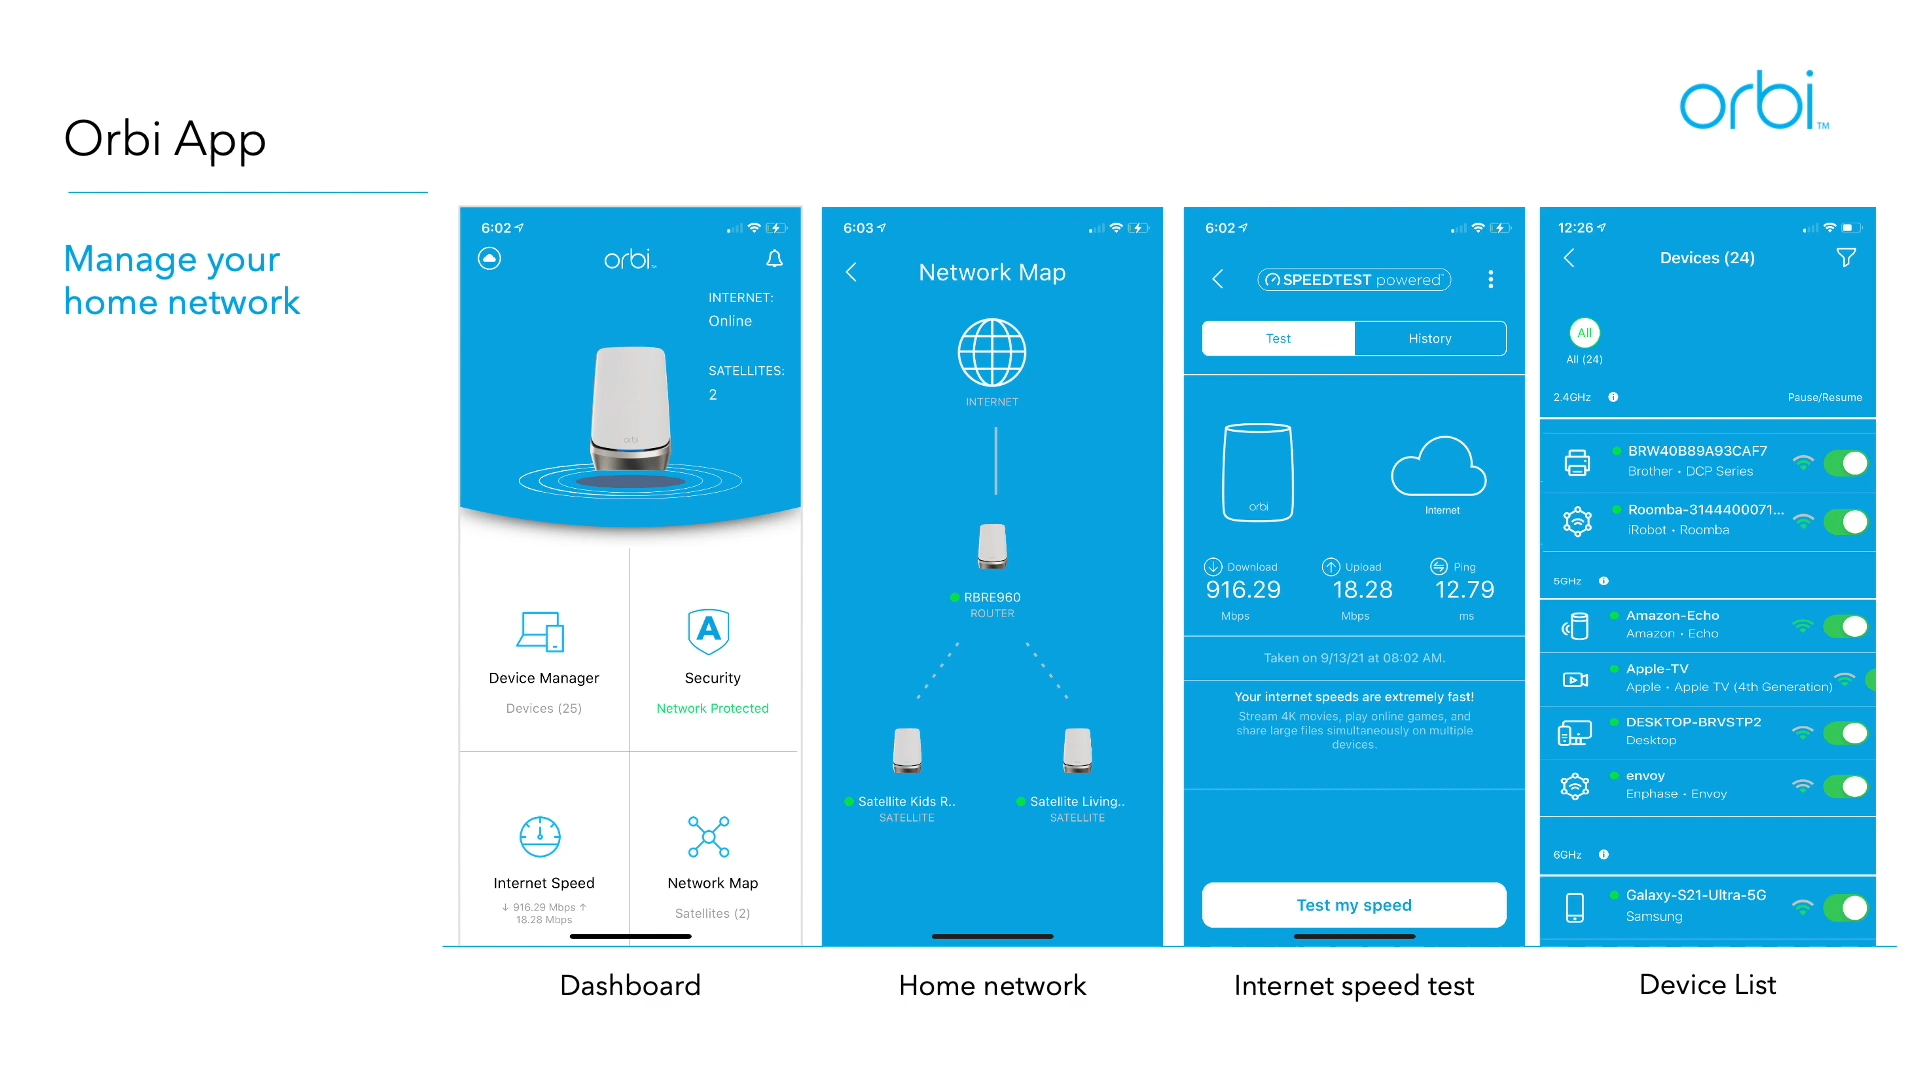 orbi™
Orbi App
Manage your
home network
6:02
orbi™
INTERNET:
Online
SATELLITES:
2
orbi
Device Manager
Devices (25)
Security
Network Protected
Internet Speed
↓ 916.29 Mbps ↑
18.28 Mbps
Network Map
Satellites (2)
Dashboard
6:03
Network Map
INTERNET
RBRE960
ROUTER
Satellite Kids R..
SATELLITE
Satellite Living..
SATELLITE
Home network
6:02
SPEEDTEST powered™
Test
History
orbi
Internet
Download
916.29
Mbps
Upload
18.28
Mbps
Ping
12.79
ms
Taken on 9/13/21 at 08:02 AM.
Your internet speeds are extremely fast!
Stream 4K movies, play online games, and
share large files simultaneously on multiple
devices.
Test my speed
Internet speed test
12:26
Devices (24)
All
All (24)
2.4GHz
Pause/Resume
BRW40B89A93CAF7
Brother • DCP Series
Roomba-3144400071...
iRobot • Roomba
5GHz
Amazon-Echo
Amazon • Echo
Apple-TV
Apple • Apple TV (4th Generation)
DESKTOP-BRVSTP2
Desktop
envoy
Enphase • Envoy
6GHz
Galaxy-S21-Ultra-5G
Samsung
Device List